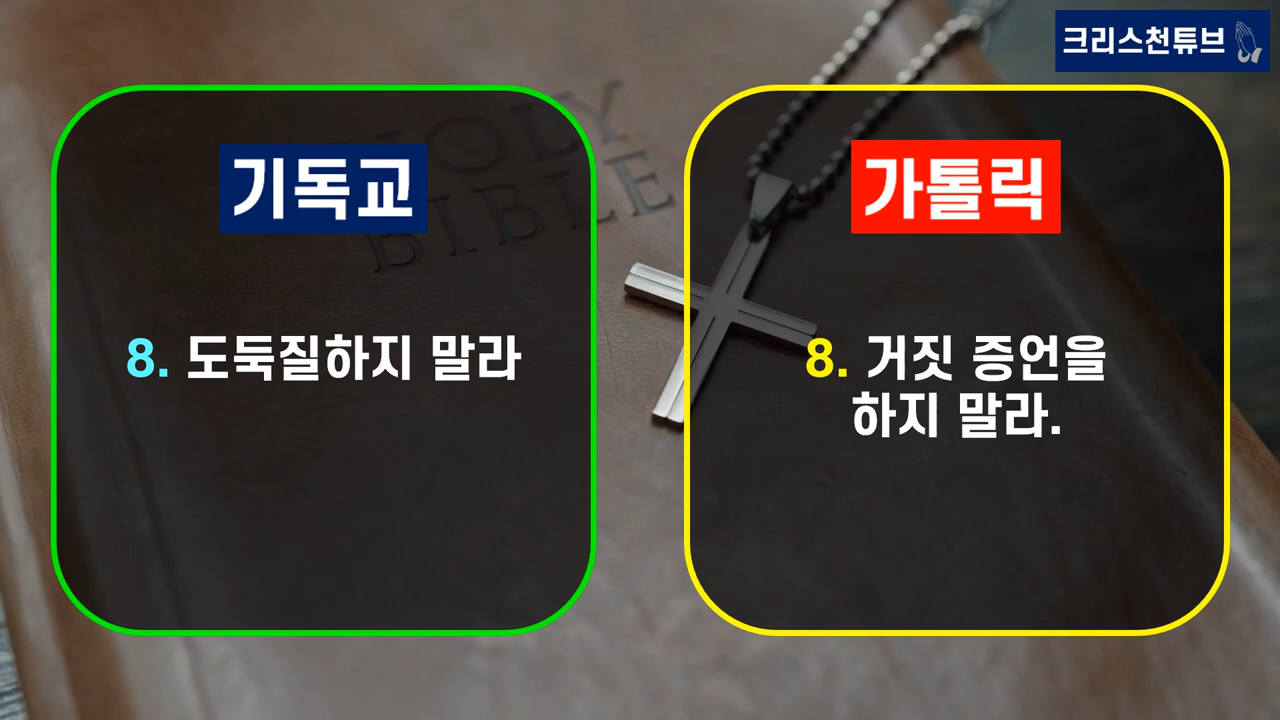 크리스천튜브
HOLY
BIBLE
기독교
8. 도둑질하지 말라
가톨릭
8. 거짓 증언을
하지 말라.